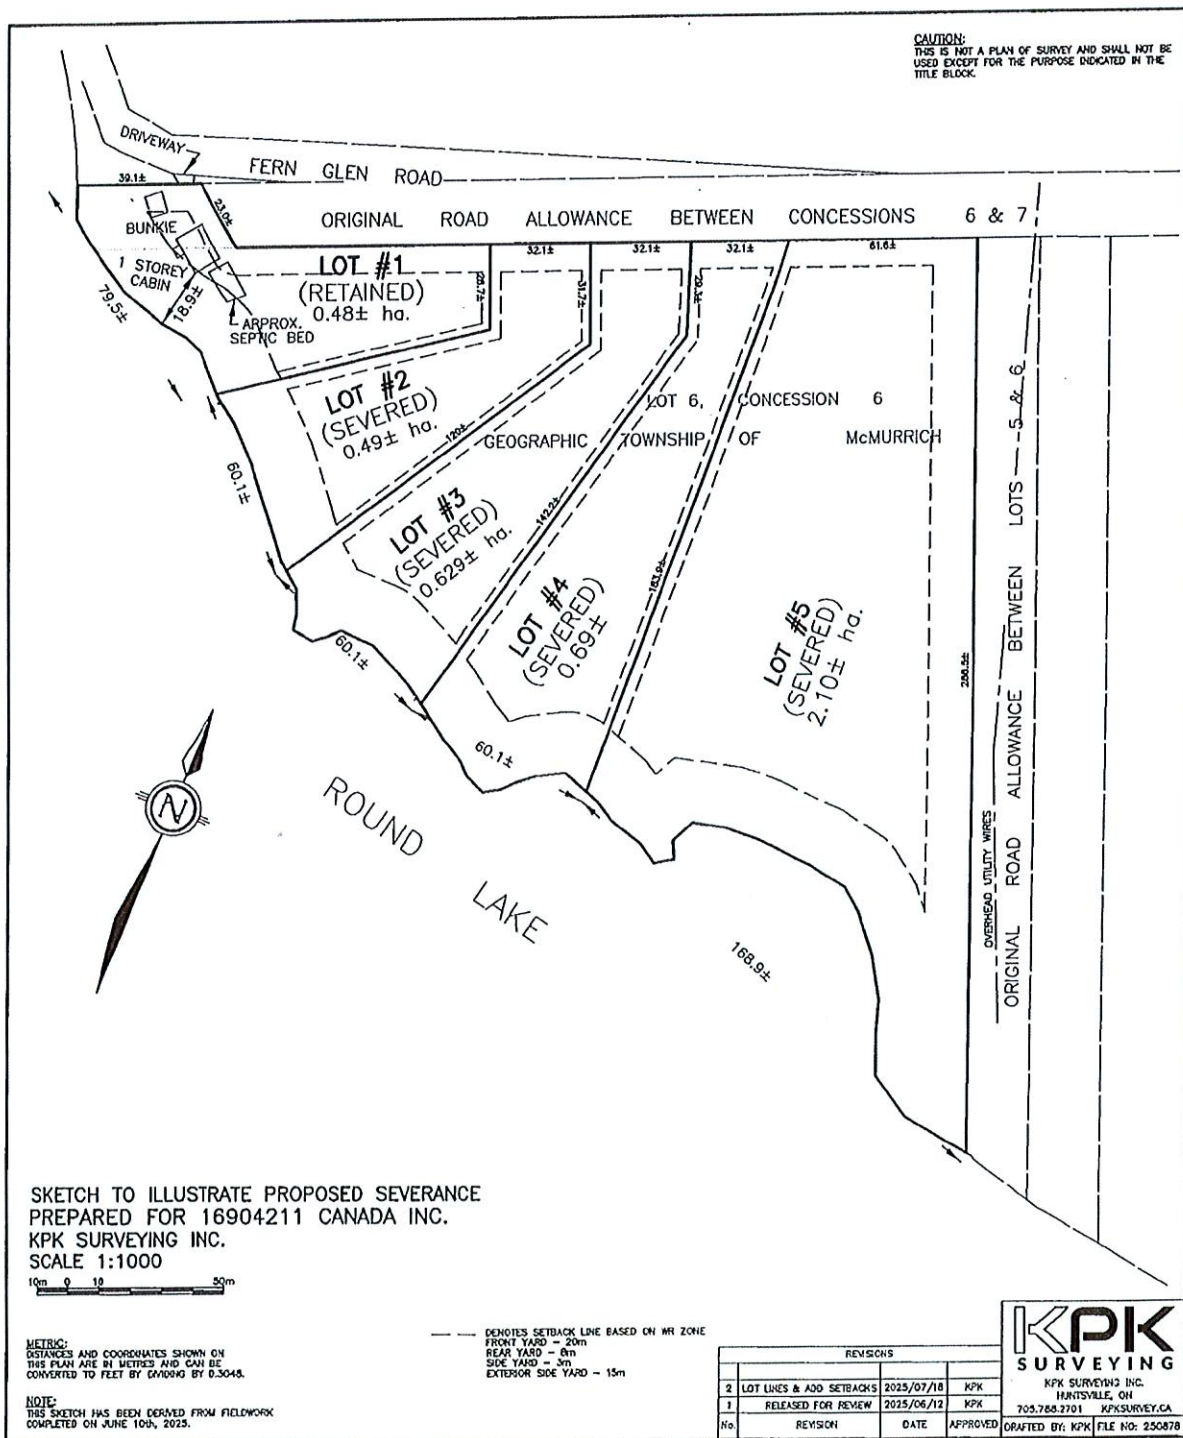 CAUTION:
THIS IS NOT A PLAN OF SURVEY AND SHALL NOT BE
USED EXCEPT FOR THE PURPOSE INDICATED IN THE
TITLE BLOCK.
DRIVEWAY
FERN GLEN ROAD
39.1±
23.0±
ORIGINAL ROAD ALLOWANCE BETWEEN CONCESSIONS 6 & 7
BUNKIE
1 STOREY
CABIN
79.5±
18.9±
APPROX.
SEPTIC BED
LOT #1
(RETAINED)
0.48± ha.
32.1±
32.1±
32.1±
61.6±
31.7±
LOT #2
(SEVERED)
0.49± ha.
120±
60.1±
LOT 6, CONCESSION 6
GEOGRAPHIC TOWNSHIP OF McMURRICH
LOT #3
(SEVERED)
0.629± ha.
142.2±
60.1±
LOT #4
(SEVERED)
0.69±
183.9±
60.1±
LOT #5
(SEVERED)
2.10± ha.
168.9±
ROUND
LAKE
N
OVERHEAD UTILITY WIRES
ORIGINAL ROAD ALLOWANCE BETWEEN LOTS 5 & 6
SKETCH TO ILLUSTRATE PROPOSED SEVERANCE
PREPARED FOR 16904211 CANADA INC.
KPK SURVEYING INC.
SCALE 1:1000
10m 0 10 50m
METRIC:
DISTANCES AND COORDINATES SHOWN ON
THIS PLAN ARE IN METRES AND CAN BE
CONVERTED TO FEET BY DIVIDING BY 0.3048.
NOTE:
THIS SKETCH HAS BEEN DERIVED FROM FIELDWORK
COMPLETED ON JUNE 10th, 2025.
DENOTES SETBACK LINE BASED ON WR ZONE
FRONT YARD - 20m
REAR YARD - 8m
SIDE YARD - 3m
EXTERIOR SIDE YARD - 15m
REVISIONS
2 LOT LINES & ADD SETBACKS 2025/07/18 KPK
1 RELEASED FOR REVIEW 2025/06/12 KPK
No. REVISION DATE APPROVED
KPK
SURVEYING
KPK SURVEYING INC.
HUNTSVILLE, ON
705.788.2701 KPKSURVEY.CA
DRAFTED BY: KPK FILE NO: 250878